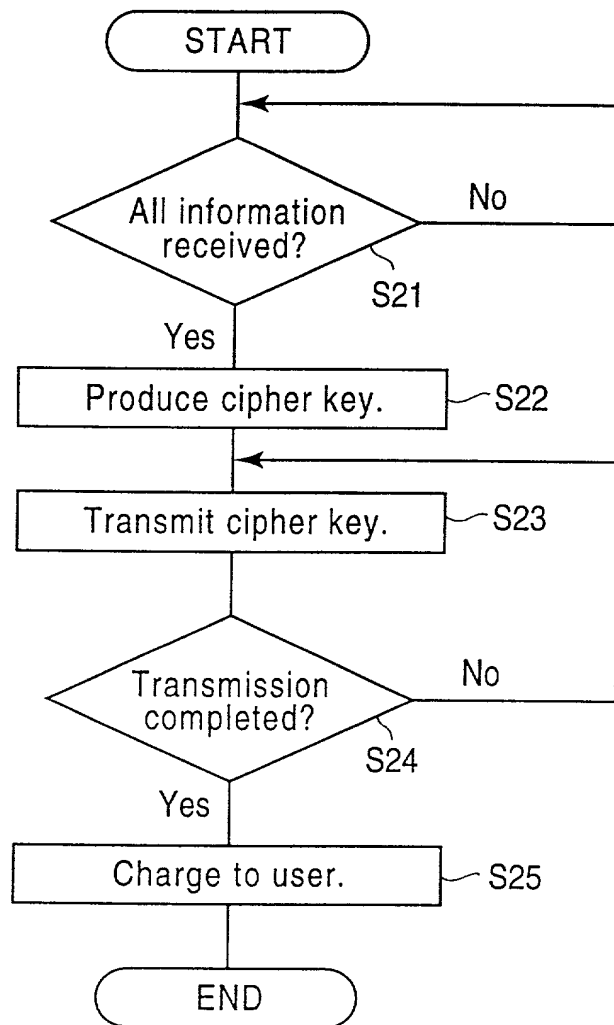 START
All information
received?
No
S21
Yes
Produce cipher key.
S22
Transmit cipher key.
S23
Transmission
completed?
No
S24
Yes
Charge to user.
S25
END